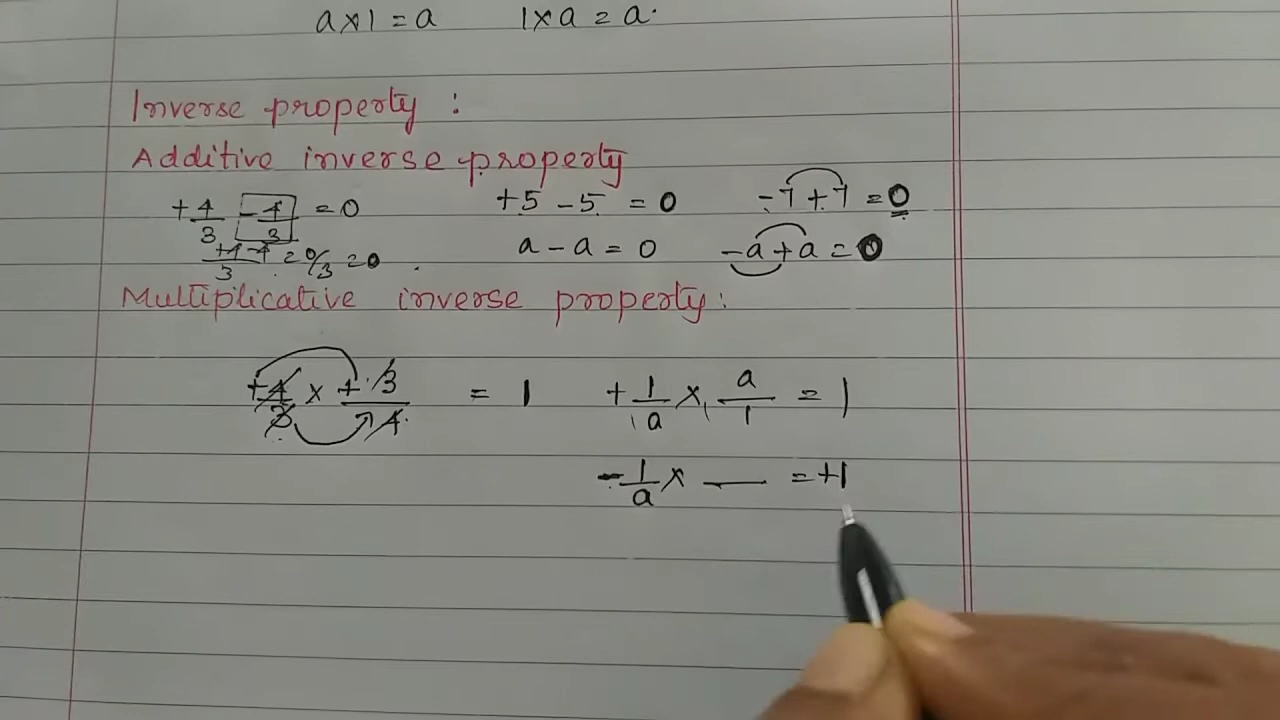 a×1 = a 1×a = a.
Inverse property :
Additive inverse property
+4/3 -4/3 = 0 +5 -5 = 0 -7+7 = 0
+4-4/3 = 0/3 = 0 a - a = 0 -a+a = 0
Multiplicative inverse property :
+4/3 × +3/4 = 1 +1/a × a/1 = 1
-1/a × — = +1